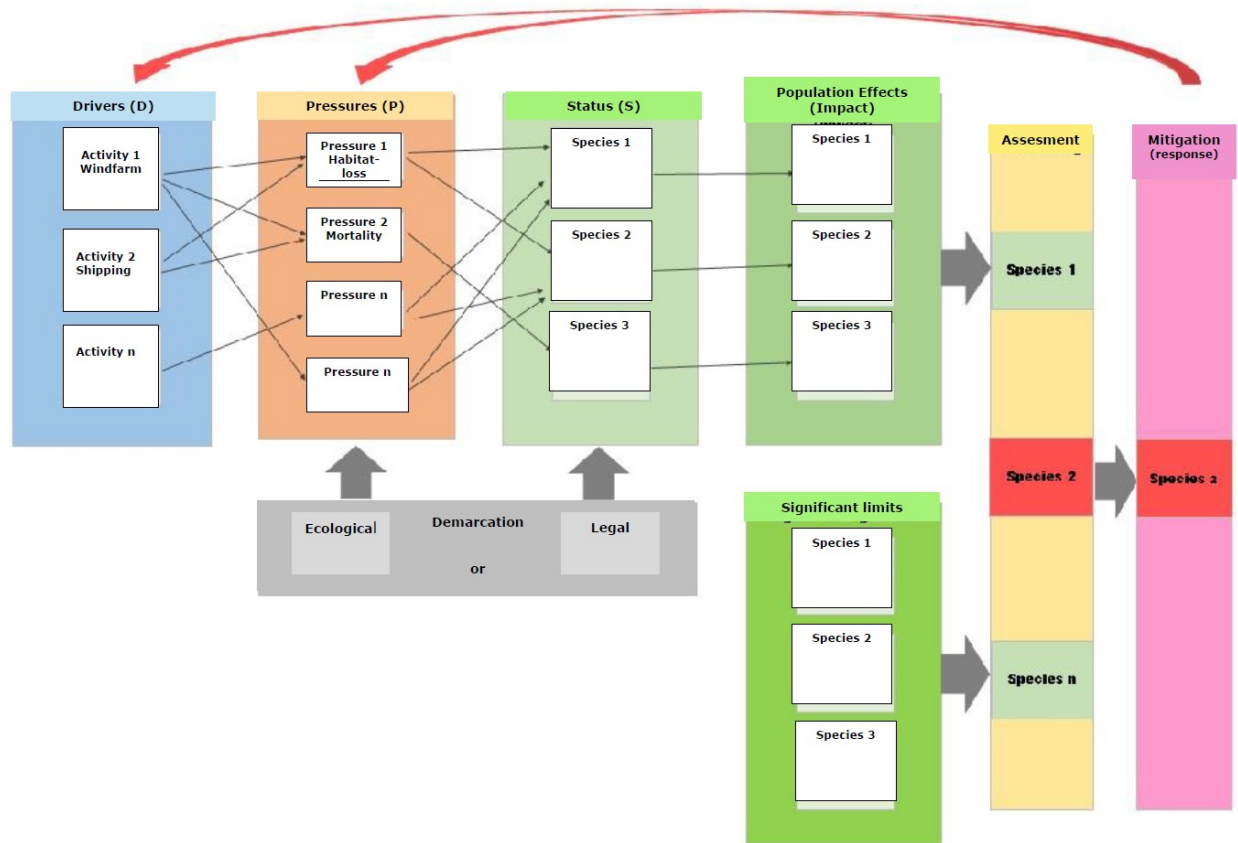 Drivers (D)
Activity 1
Windfarm
Activity 2
Shipping
Activity n
Pressures (P)
Pressure 1
Habitat-
loss
Pressure 2
Mortality
Pressure n
Pressure n
Status (S)
Species 1
Species 2
Species 3
Population Effects
(Impact)
Species 1
Species 2
Species 3
Assesment
Species 1
Species 2
Species n
Mitigation
(response)
Species 2
Ecological
Demarcation
or
Legal
Significant limits
Species 1
Species 2
Species 3